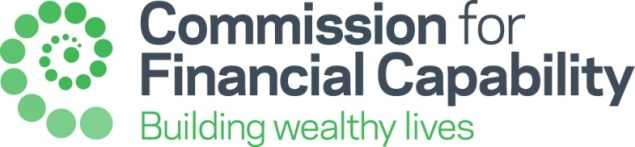 Commission for
Financial Capability
Building wealthy lives